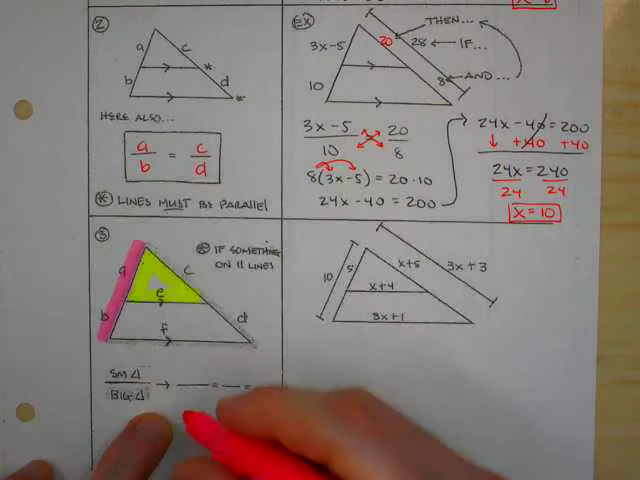 ②
a
c
b
d
*
*
HERE ALSO...
a/b = c/d
* LINES MUST BE PARALLEL
EX
3x-5
10
20
28 ← IF...
THEN...
8 ← AND...
3x-5/10 = 20/8
8(3x-5) = 20·10
24x-40 = 200
24x-40 = 200
+40 +40
24x = 240
24 24
x = 10
③
* IF SOMETHING
ON || LINES
a
c
e
b
d
f
SM Δ/BIG Δ → __ = __ =
10
5
x+5
3x+3
x+4
3x+1